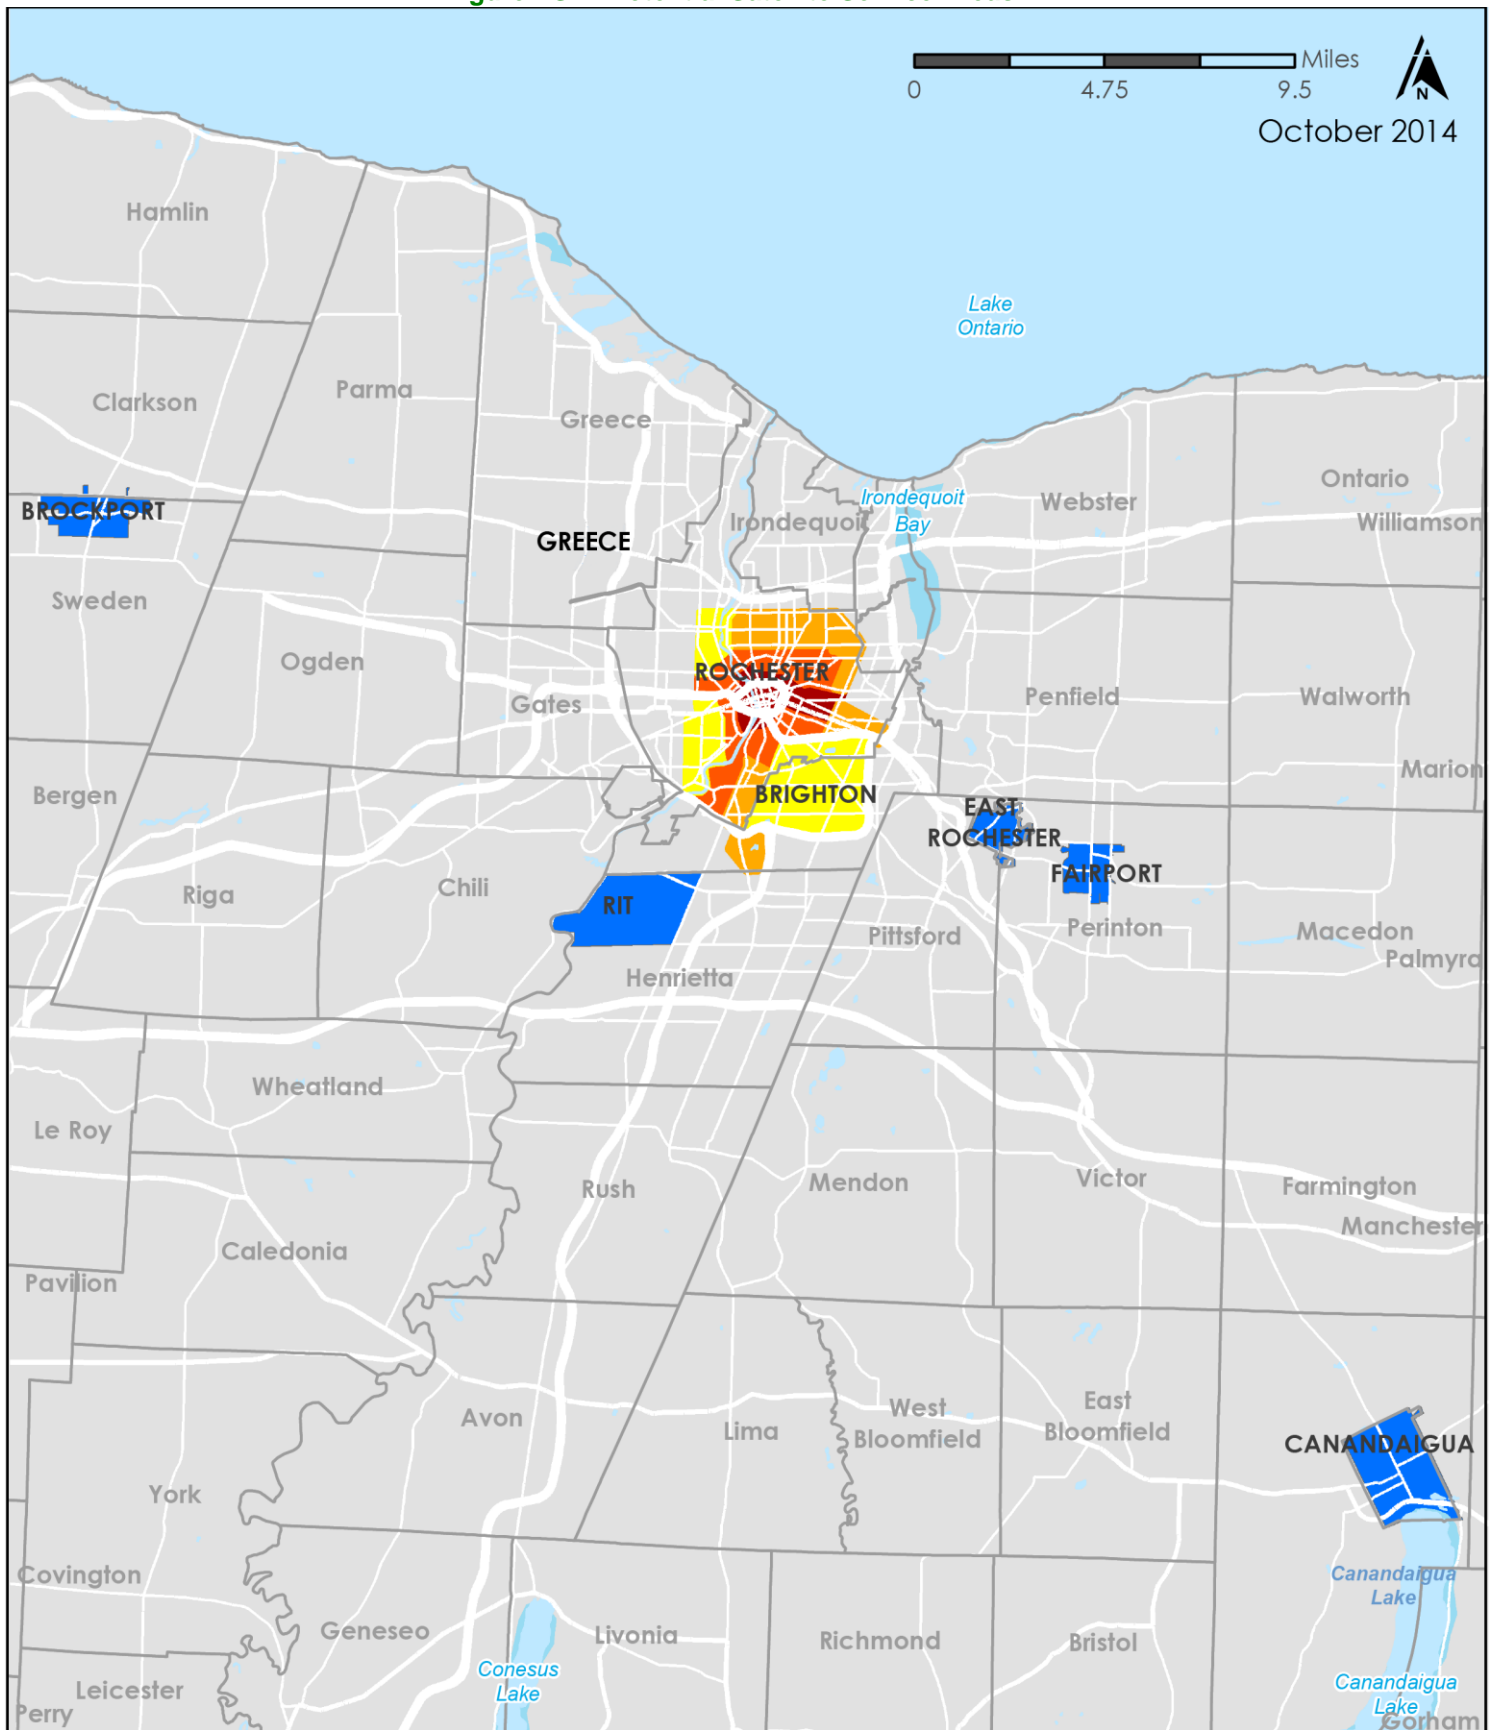 Miles
0 4.75 9.5
N
October 2014
Hamlin
Lake
Ontario
Parma
Clarkson
Greece
Ontario
Irondequoit
Bay
Webster
BROCKPORT
Irondequoit
Williamson
GREECE
Sweden
Ogden
ROCHESTER
Gates
Penfield
Walworth
Marion
Bergen
BRIGHTON
EAST
ROCHESTER
FAIRPORT
Riga
Chili
RIT
Pittsford
Perinton
Macedon
Palmyra
Henrietta
Wheatland
Le Roy
Rush
Mendon
Victor
Farmington
Manchester
Caledonia
Pavilion
Avon
Lima
West
Bloomfield
East
Bloomfield
CANANDAIGUA
York
Covington
Canandaigua
Lake
Geneseo
Livonia
Richmond
Bristol
Conesus
Lake
Leicester
Canandaigua
Lake
Perry
Gorham